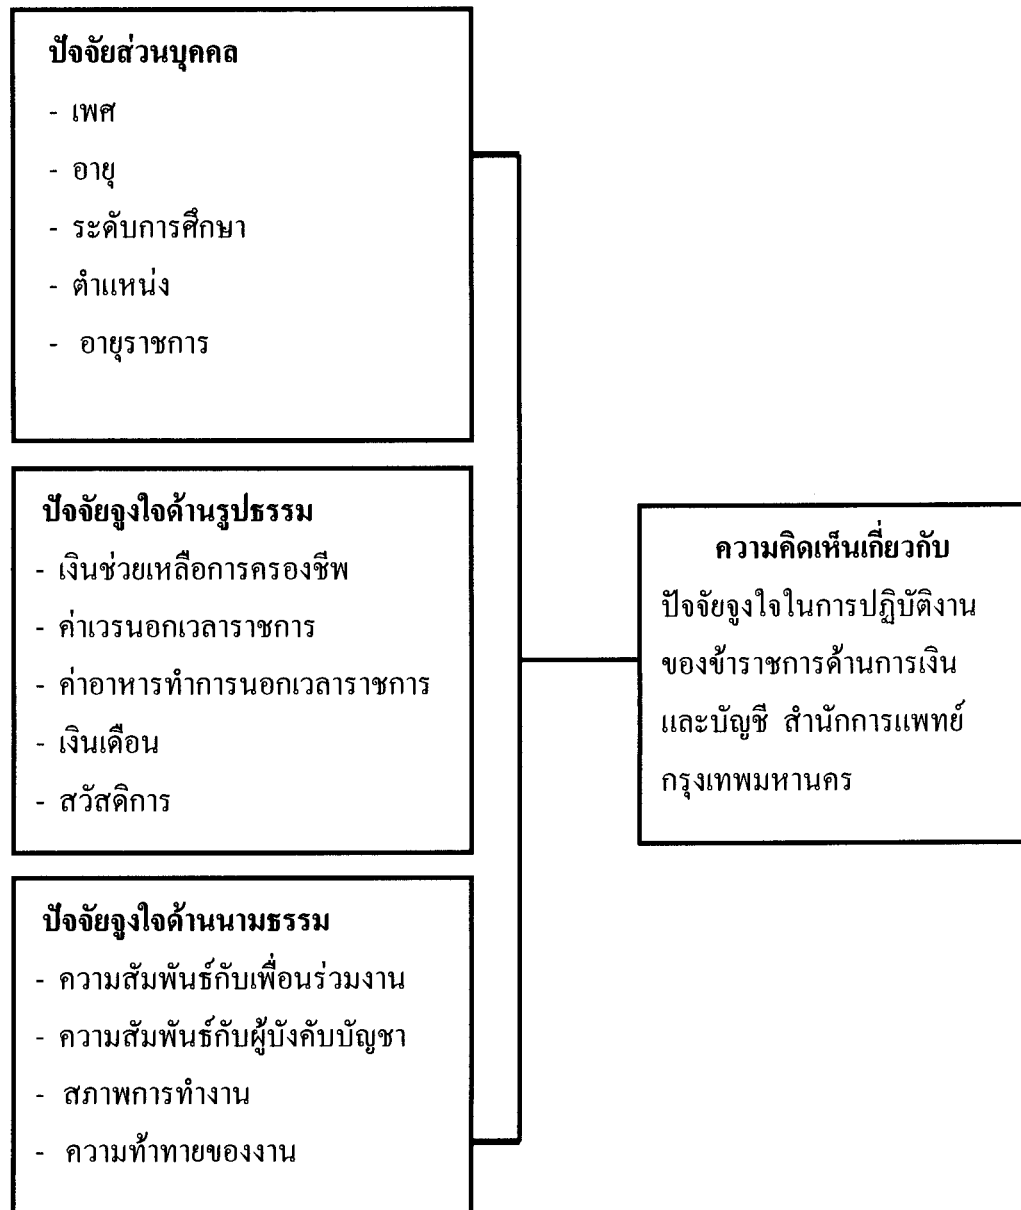 ปัจจัยส่วนบุคคล
- เพศ
- อายุ
- ระดับการศึกษา
- ตำแหน่ง
- อายุราชการ
ปัจจัยจูงใจด้านรูปธรรม
- เงินช่วยเหลือการครองชีพ
- ค่าเวรนอกเวลาราชการ
- ค่าอาหารทำการนอกเวลาราชการ
- เงินเดือน
- สวัสดิการ
ปัจจัยจูงใจด้านนามธรรม
- ความสัมพันธ์กับเพื่อนร่วมงาน
- ความสัมพันธ์กับผู้บังคับบัญชา
- สภาพการทำงาน
- ความท้าทายของงาน
ความคิดเห็นเกี่ยวกับ
ปัจจัยจูงใจในการปฏิบัติงาน
ของข้าราชการด้านการเงิน
และบัญชี สำนักการแพทย์
กรุงเทพมหานคร